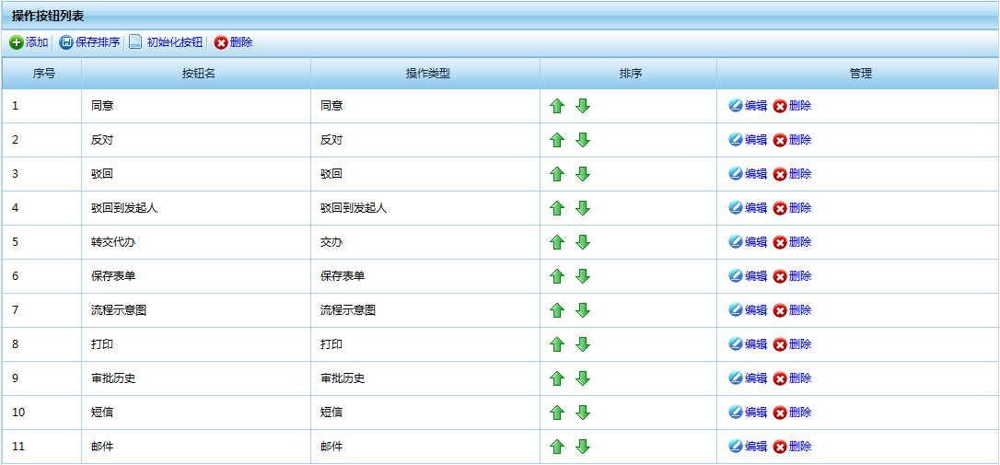 操作按钮列表
添加 保存排序 初始化按钮 删除
序号 按钮名 操作类型 排序 管理
1 同意 同意 编辑 删除
2 反对 反对 编辑 删除
3 驳回 驳回 编辑 删除
4 驳回到发起人 驳回到发起人 编辑 删除
5 转交代办 交办 编辑 删除
6 保存表单 保存表单 编辑 删除
7 流程示意图 流程示意图 编辑 删除
8 打印 打印 编辑 删除
9 审批历史 审批历史 编辑 删除
10 短信 短信 编辑 删除
11 邮件 邮件 编辑 删除